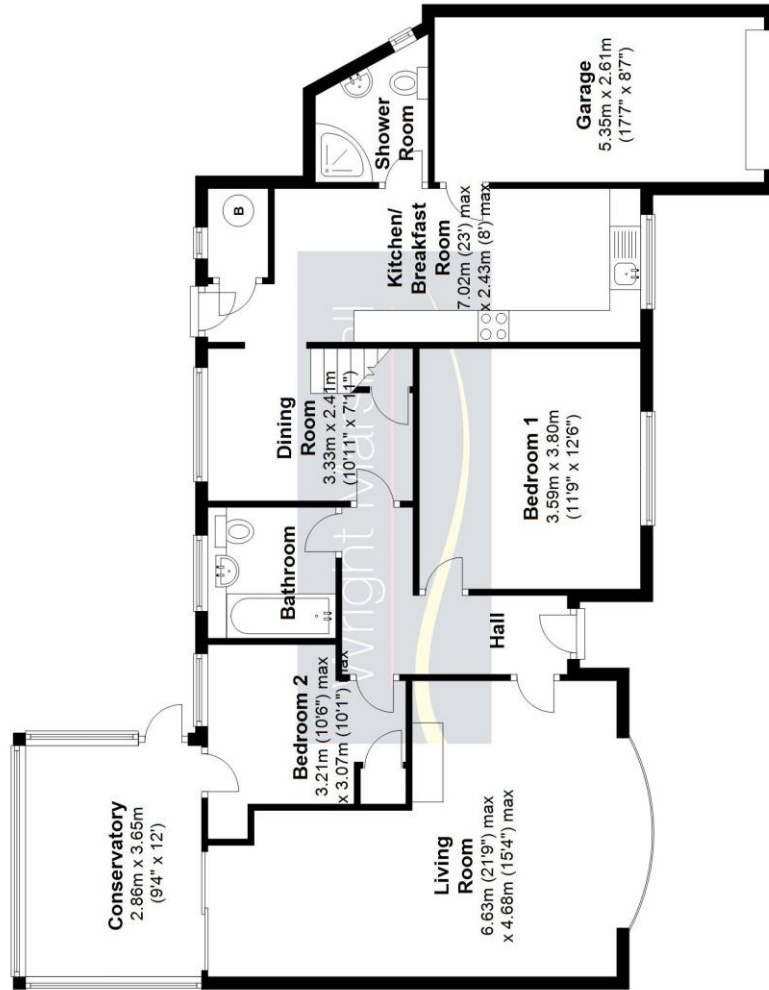 Conservatory
2.86m x 3.65m
(9'4" x 12')
Living
Room
6.63m (21'9") max
x 4.68m (15'4") max
Bedroom 2
3.21m (10'6") max
x 3.07m (10'1") max
Bathroom
Hall
Dining
Room
3.33m x 2.41m
(10'11" x 7'11")
Bedroom 1
3.59m x 3.80m
(11'9" x 12'6")
B
Kitchen/
Breakfast
Room
7.02m (23') max
x 2.43m (8') max
Shower
Room
Garage
5.35m x 2.61m
(17'7" x 8'7")
Wright Marshall